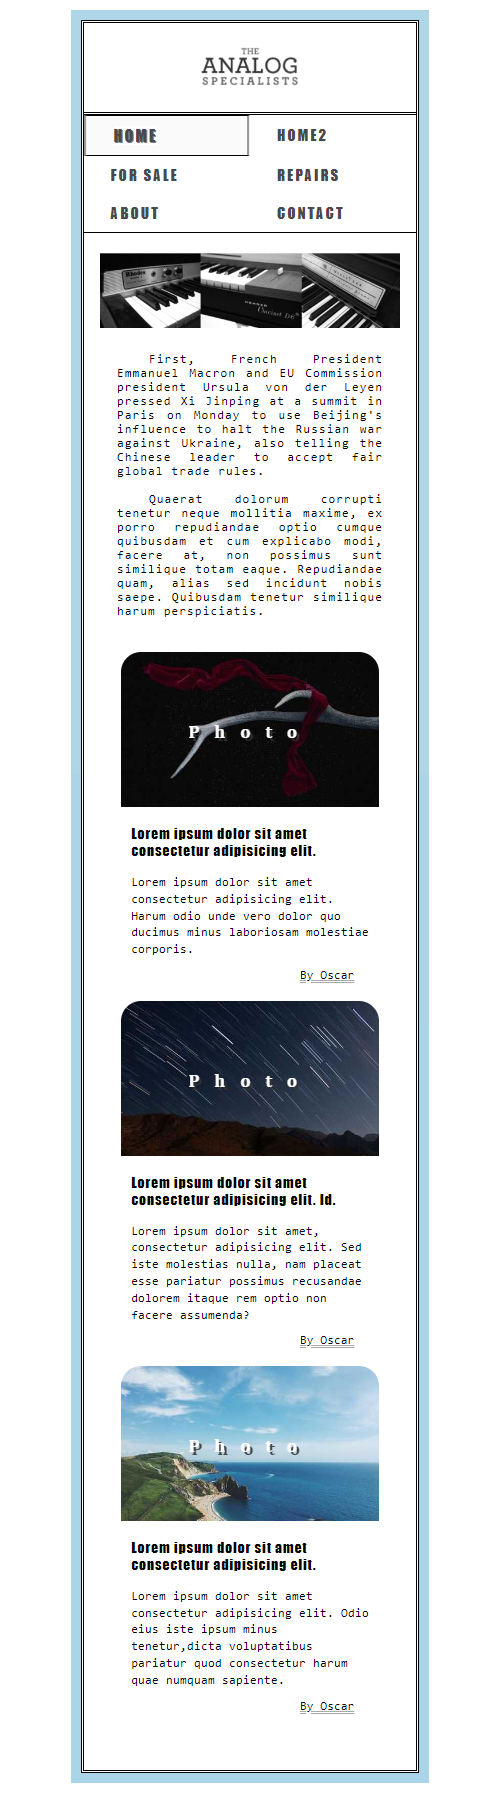 THE
ANALOG
SPECIALISTS
HOME
HOME2
FOR SALE
REPAIRS
ABOUT
CONTACT
Rhodes
HOHNER
Clavinet D6
First, French President
Emmanuel Macron and EU Commission
president Ursula von der Leyen
pressed Xi Jinping at a summit in
Paris on Monday to use Beijing's
influence to halt the Russian war
against Ukraine, also telling the
Chinese leader to accept fair
global trade rules.
Quaerat dolorum corrupti
tenetur neque mollitia maxime, ex
porro repudiandae optio cumque
quibusdam et cum explicabo modi,
facere at, non possimus sunt
similique totam eaque. Repudiandae
quam, alias sed incidunt nobis
saepe. Quibusdam tenetur similique
harum perspiciatis.
Photo
Lorem ipsum dolor sit amet
consectetur adipisicing elit.
Lorem ipsum dolor sit amet
consectetur adipisicing elit.
Harum odio unde vero dolor quo
ducimus minus laboriosam molestiae
corporis.
By Oscar
Photo
Lorem ipsum dolor sit amet
consectetur adipisicing elit. Id.
Lorem ipsum dolor sit amet,
consectetur adipisicing elit. Sed
iste molestias nulla, nam placeat
esse pariatur possimus recusandae
dolorem itaque rem optio non
facere assumenda?
By Oscar
Photo
Lorem ipsum dolor sit amet
consectetur adipisicing elit.
Lorem ipsum dolor sit amet
consectetur adipisicing elit. Odio
eius iste ipsum minus
tenetur,dicta voluptatibus
pariatur quod consectetur harum
quae numquam sapiente.
By Oscar